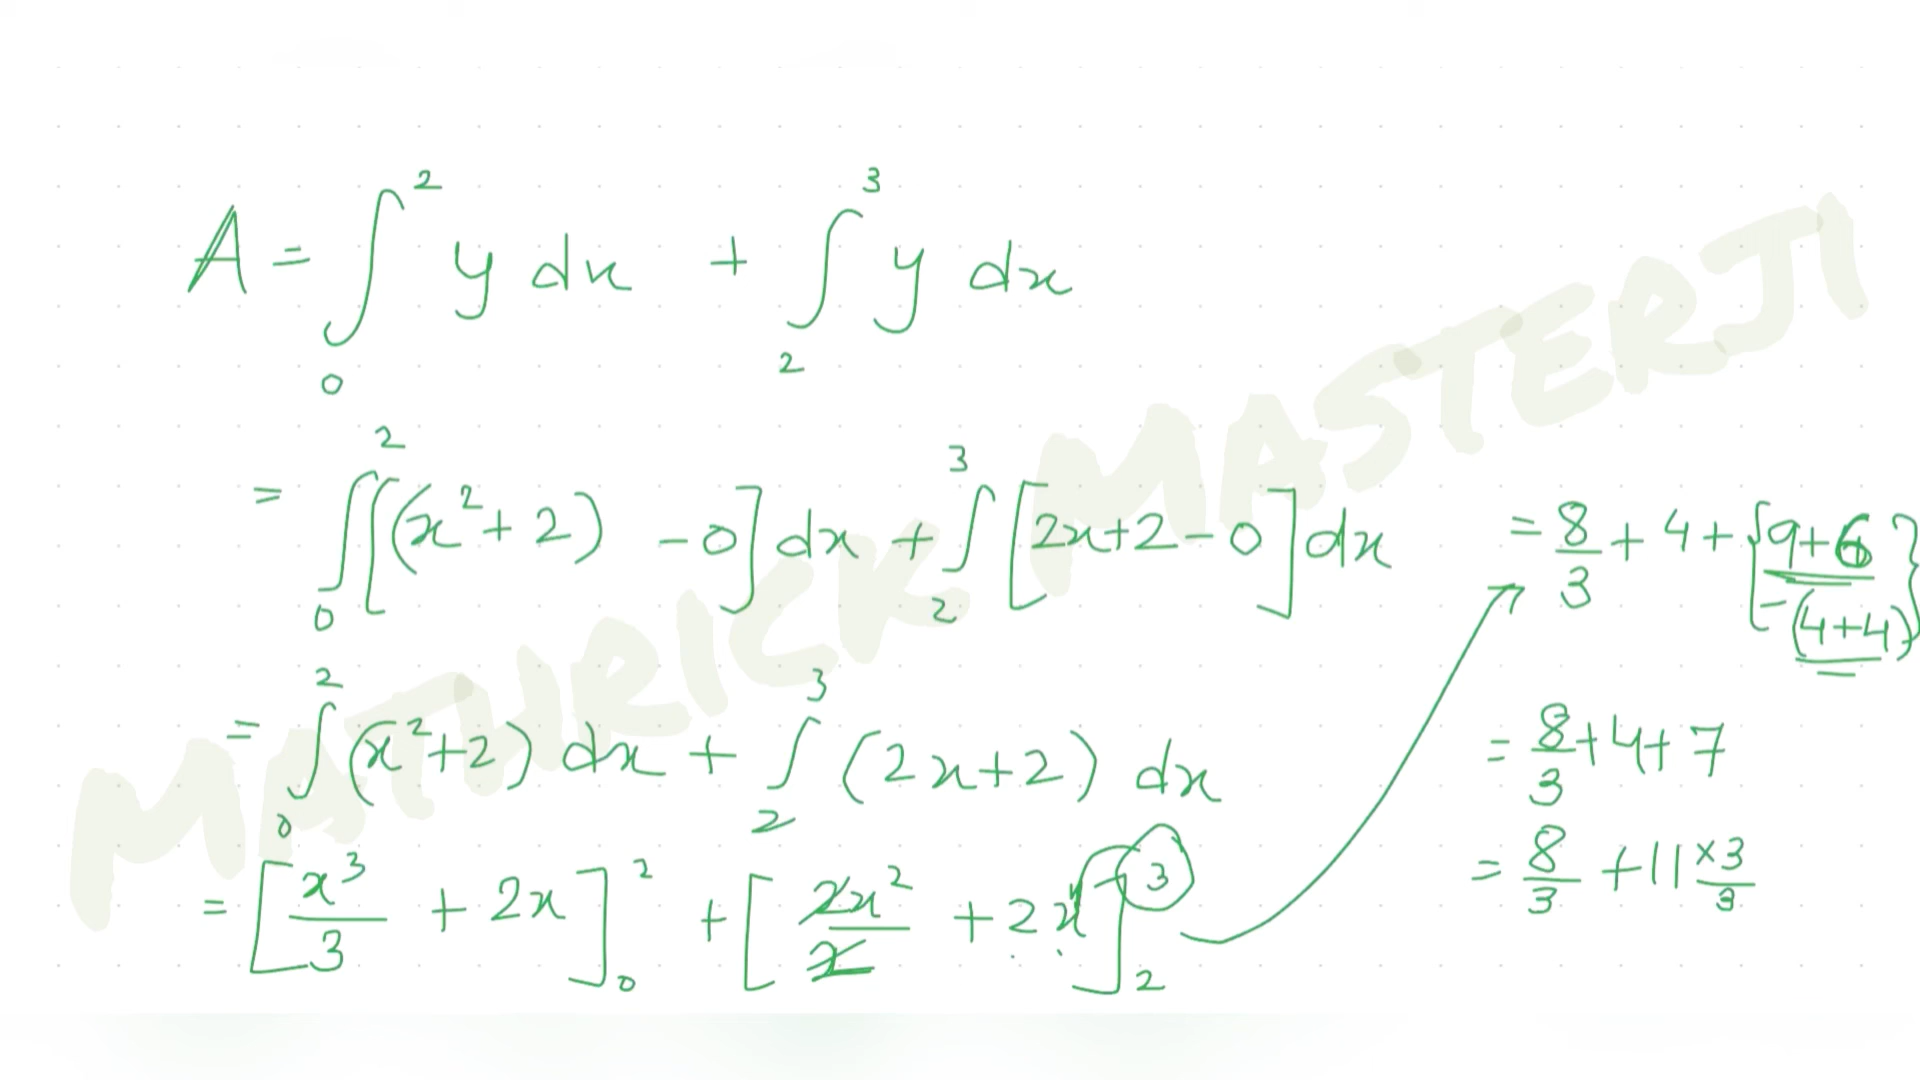 A = ∫₀² y dx + ∫₂³ y dx
= ∫₀² [(x² + 2) - 0] dx + ∫₂³ [2x + 2 - 0] dx
= ∫₀² (x² + 2) dx + ∫₂³ (2x + 2) dx
= [x³/3 + 2x]₀² + [2x²/2 + 2x]₂³
= 8/3 + 4 + {9 + 6 - (4 + 4)}
= 8/3 + 4 + 7
= 8/3 + 11 × 3/3
MATHRICK MASTERJI